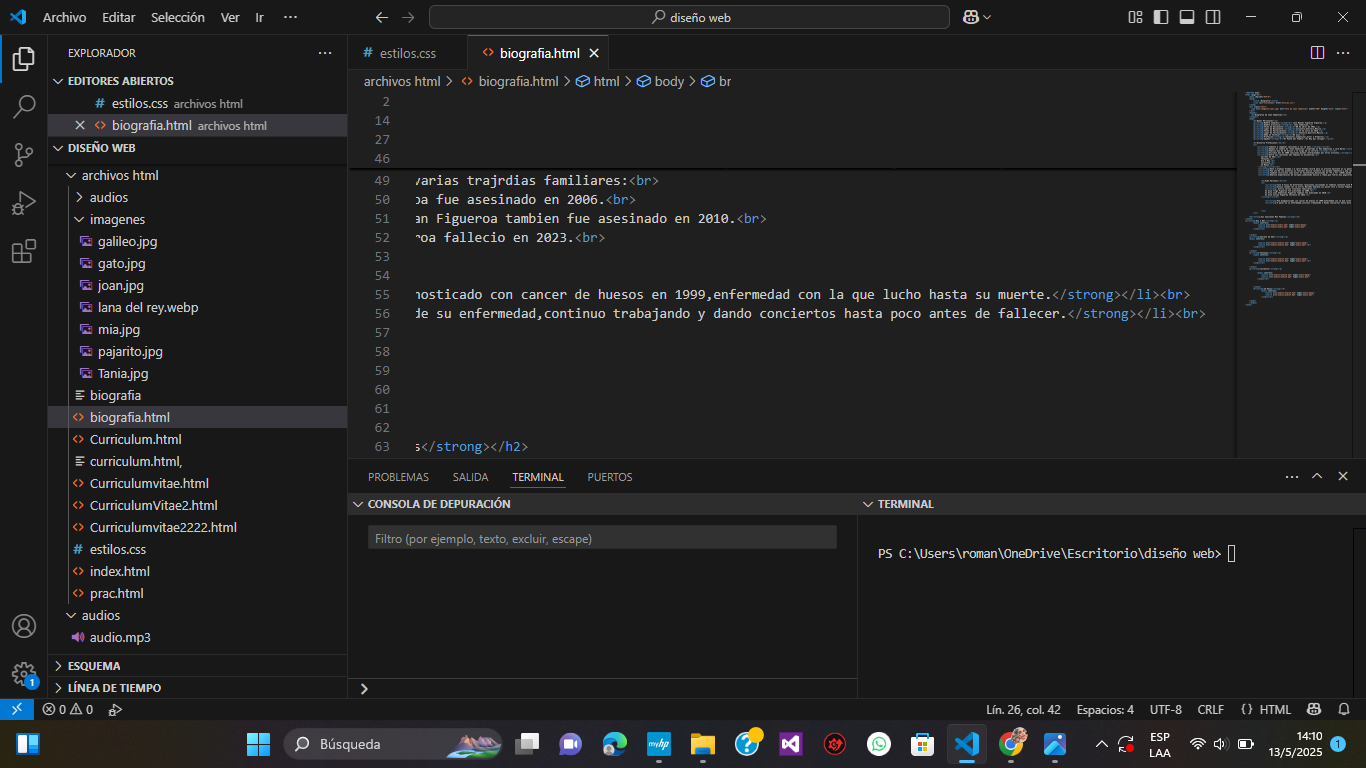 Archivo Editar Selección Ver Ir ··· diseño web
EXPLORADOR ···
EDITORES ABIERTOS
# estilos.css archivos html
biografia.html archivos html
DISEÑO WEB
archivos html
audios
imagenes
galileo.jpg
gato.jpg
joan.jpg
lana del rey.webp
mia.jpg
pajarito.jpg
Tania.jpg
biografia
biografia.html
Curriculum.html
curriculum.html,
Curriculumvitae.html
CurriculumVitae2.html
Curriculumvitae2222.html
# estilos.css
index.html
prac.html
audios
audio.mp3
ESQUEMA
LÍNEA DE TIEMPO
# estilos.css <> biografia.html
archivos html > <> biografia.html > html > body > br
2
14
27
46
49 varias trajrdias familiares:<br>
50 oa fue asesinado en 2006.<br>
51 an Figueroa tambien fue asesinado en 2010.<br>
52 roa fallecio en 2023.<br>
53
54
55 nosticado con cancer de huesos en 1999,enfermedad con la que lucho hasta su muerte.</strong></li><br>
56 de su enfermedad,continuo trabajando y dando conciertos hasta poco antes de fallecer.</strong></li><br>
57
58
59
60
61
62
63 s</strong></h2>
PROBLEMAS SALIDA TERMINAL PUERTOS
CONSOLA DE DEPURACIÓN
Filtro (por ejemplo, texto, excluir, escape)
TERMINAL
PS C:\Users\roman\OneDrive\Escritorio\diseño web>
1
0 0 Lín. 26, col. 42 Espacios: 4 UTF-8 CRLF {} HTML
Búsqueda
myhp
ESP
LAA
14:10
13/5/2025
1